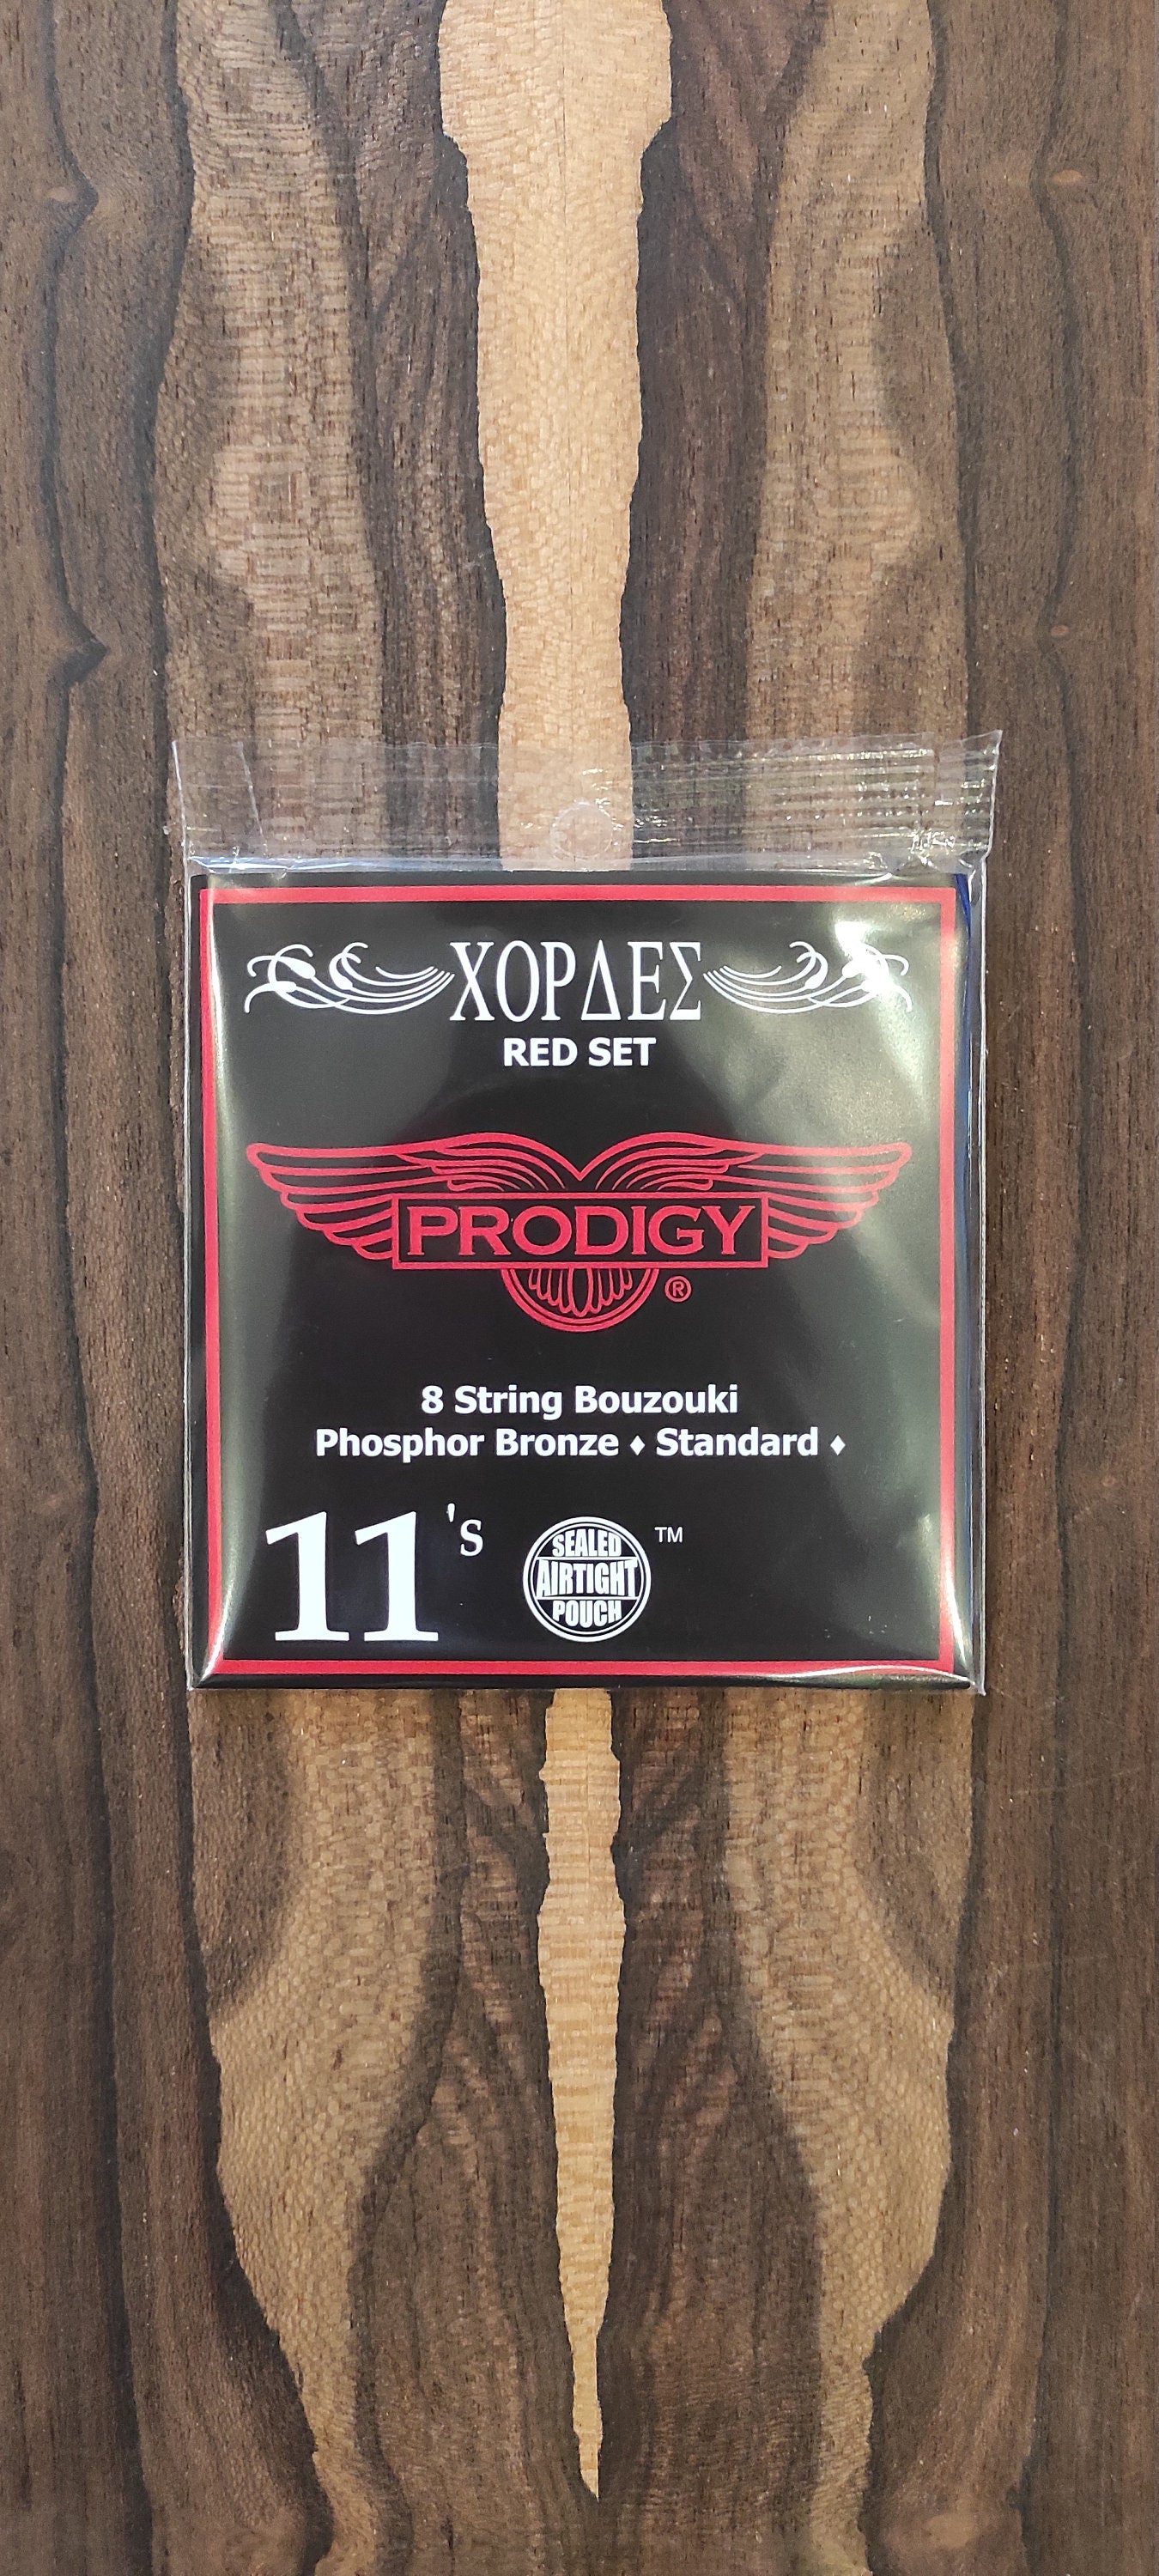 ΧΟΡΔΕΣ
RED SET
PRODIGY
®
8 String Bouzouki
Phosphor Bronze ♦ Standard ♦
11's
SEALED
AIRTIGHT
POUCH
™